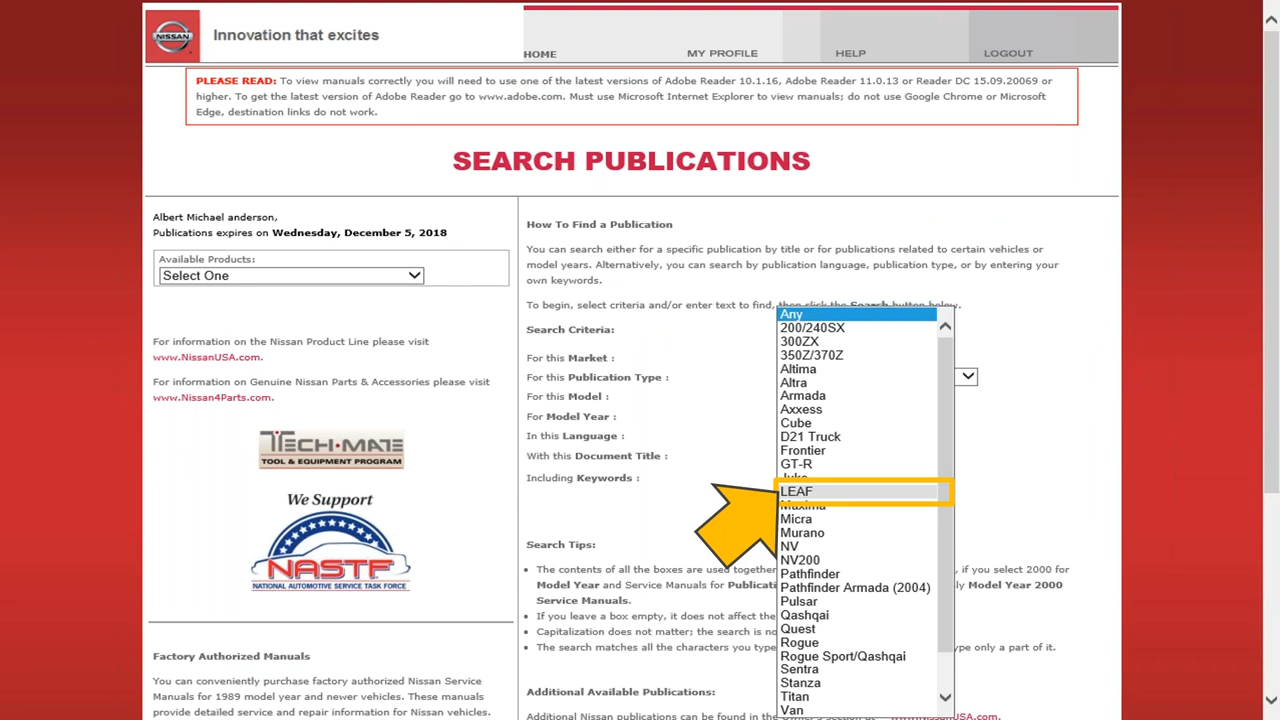 NISSAN
Innovation that excites
HOME
MY PROFILE
HELP
LOGOUT
PLEASE READ: To view manuals correctly you will need to use one of the latest versions of Adobe Reader 10.1.16, Adobe Reader 11.0.13 or Reader DC 15.09.20069 or
higher. To get the latest version of Adobe Reader go to www.adobe.com. Must use Microsoft Internet Explorer to view manuals; do not use Google Chrome or Microsoft
Edge, destination links do not work.
SEARCH PUBLICATIONS
Albert Michael anderson,
Publications expires on Wednesday, December 5, 2018
Available Products:
Select One
For information on the Nissan Product Line please visit
www.NissanUSA.com.
For information on Genuine Nissan Parts & Accessories please visit
www.Nissan4Parts.com.
TECH-MATE
TOOL & EQUIPMENT PROGRAM
We Support
NASTF
NATIONAL AUTOMOTIVE SERVICE TASK FORCE
Factory Authorized Manuals
You can conveniently purchase factory authorized Nissan Service
Manuals for 1989 model year and newer vehicles. These manuals
provide detailed service and repair information for Nissan vehicles.
How To Find a Publication
You can search either for a specific publication by title or for publications related to certain vehicles or
model years. Alternatively, you can search by publication language, publication type, or by entering your
own keywords.
To begin, select criteria and/or enter text to find, then click the Search button below.
Search Criteria:
For this Market :
For this Publication Type :
For this Model :
For Model Year :
In this Language :
With this Document Title :
Including Keywords :
Any
200/240SX
300ZX
350Z/370Z
Altima
Altra
Armada
Axxess
Cube
D21 Truck
Frontier
GT-R
Juke
LEAF
Maxima
Micra
Murano
NV
NV200
Pathfinder
Pathfinder Armada (2004)
Pulsar
Qashqai
Quest
Rogue
Rogue Sport/Qashqai
Sentra
Stanza
Titan
Van
Search Tips:
The contents of all the boxes are used together , if you select 2000 for
Model Year and Service Manuals for Model Year 2000
Service Manuals.
If you leave a box empty, it does not affect the
Capitalization does not matter; the search is
The search matches all the characters you type only a part of it.
Additional Available Publications:
Additional Nissan publications can be found in the Owner's section at www.NissanUSA.com.